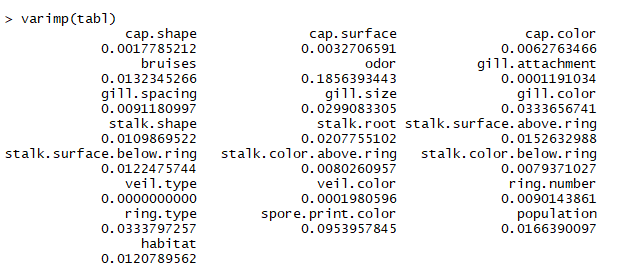 > varimp(tabl)
cap.shape cap.surface cap.color
0.0017785212 0.0032706591 0.0062763466
bruises odor gill.attachment
0.0132345266 0.1856393443 0.0001191034
gill.spacing gill.size gill.color
0.0091180997 0.0299083305 0.0333656741
stalk.shape stalk.root stalk.surface.above.ring
0.0109869522 0.0207755102 0.0152632988
stalk.surface.below.ring stalk.color.above.ring stalk.color.below.ring
0.0122475744 0.0080260957 0.0079371027
veil.type veil.color ring.number
0.0000000000 0.0001980596 0.0090143861
ring.type spore.print.color population
0.0333797257 0.0953957845 0.0166390097
habitat
0.0120789562